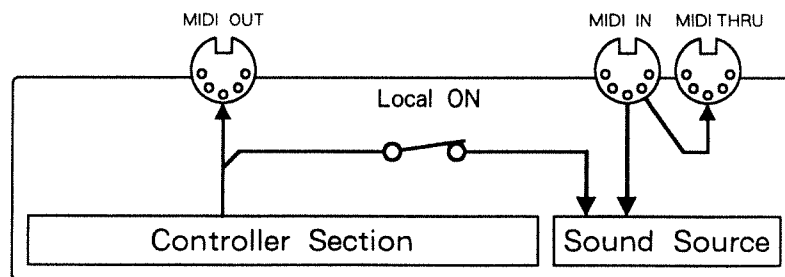 MIDI OUT MIDI IN MIDI THRU
Local ON
Controller Section Sound Source